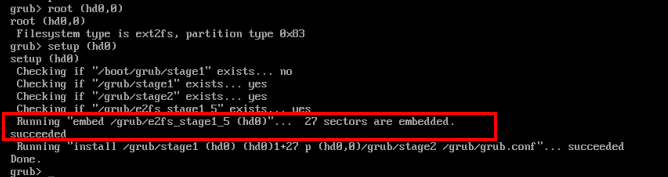 grub> root (hd0,0)
root (hd0,0)
Filesystem type is ext2fs, partition type 0x83
grub> setup (hd0)
setup (hd0)
Checking if "/boot/grub/stage1" exists... no
Checking if "/grub/stage1" exists... yes
Checking if "/grub/stage2" exists... yes
Checking if "/grub/e2fs_stage1_5" exists... yes
Running "embed /grub/e2fs_stage1_5 (hd0)"...  27 sectors are embedded.
succeeded
Running "install /grub/stage1 (hd0) (hd0)1+27 p (hd0,0)/grub/stage2 /grub/grub.conf"... succeeded
Done.
grub> _